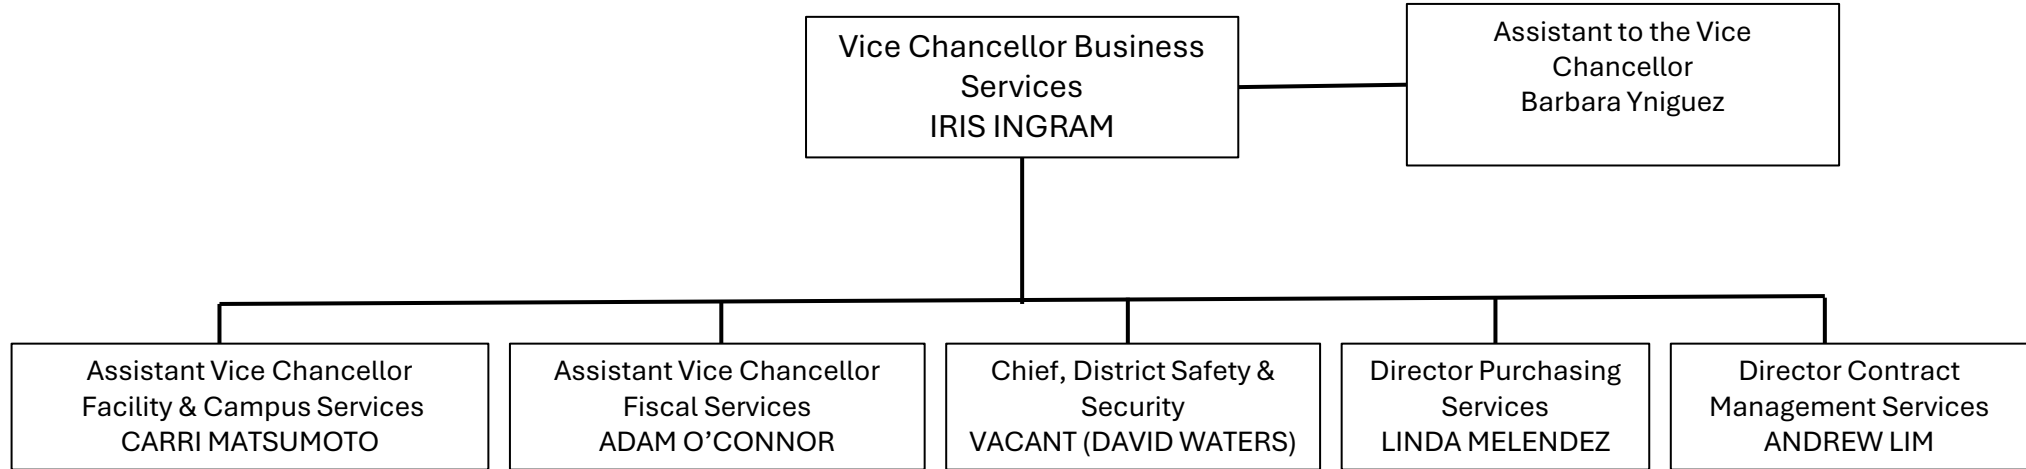 Vice Chancellor Business
Services
IRIS INGRAM
Assistant to the Vice
Chancellor
Barbara Yniguez
Assistant Vice Chancellor
Facility & Campus Services
CARRI MATSUMOTO
Assistant Vice Chancellor
Fiscal Services
ADAM O’CONNOR
Chief, District Safety &
Security
VACANT (DAVID WATERS)
Director Purchasing
Services
LINDA MELENDEZ
Director Contract
Management Services
ANDREW LIM